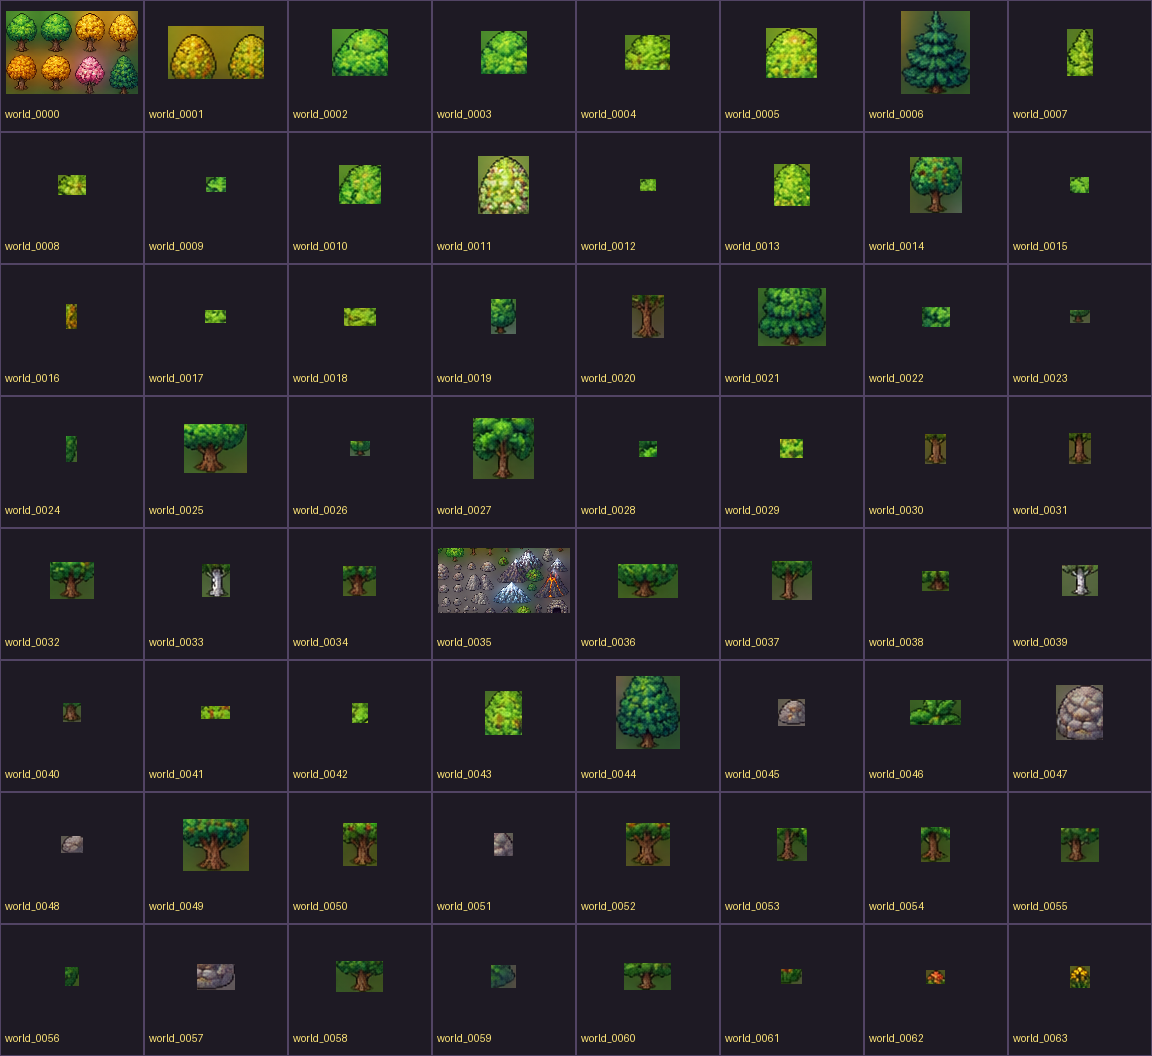 world_0000 world_0001 world_0002 world_0003 world_0004 world_0005 world_0006 world_0007
world_0008 world_0009 world_0010 world_0011 world_0012 world_0013 world_0014 world_0015
world_0016 world_0017 world_0018 world_0019 world_0020 world_0021 world_0022 world_0023
world_0024 world_0025 world_0026 world_0027 world_0028 world_0029 world_0030 world_0031
world_0032 world_0033 world_0034 world_0035 world_0036 world_0037 world_0038 world_0039
world_0040 world_0041 world_0042 world_0043 world_0044 world_0045 world_0046 world_0047
world_0048 world_0049 world_0050 world_0051 world_0052 world_0053 world_0054 world_0055
world_0056 world_0057 world_0058 world_0059 world_0060 world_0061 world_0062 world_0063